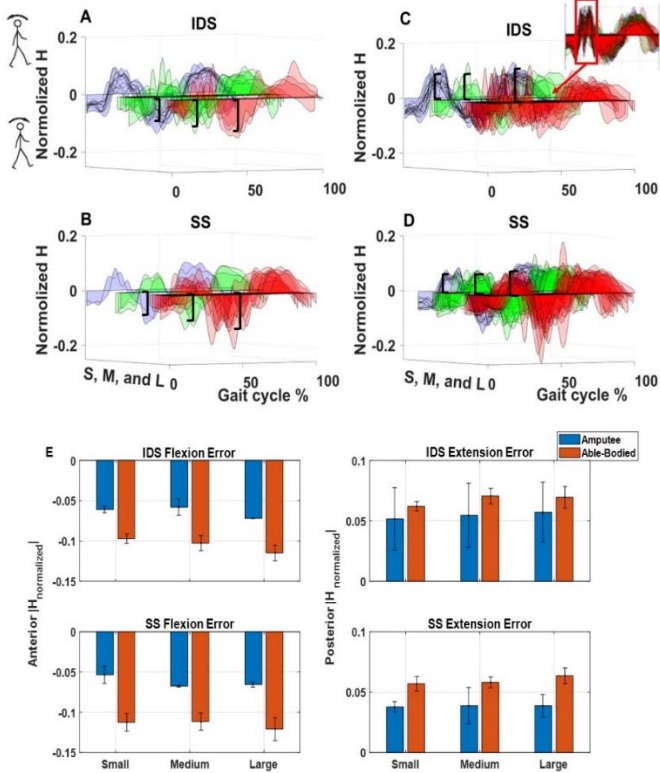 A
IDS
Normolized H
0.2
0
-0.2
0
50
100
C
IDS
Normolized H
0.2
0
-0.2
0
50
100
B
SS
Normolized H
0.2
0
-0.2
S, M, and L
0
50
100
Gait cycle %
D
SS
Normolized H
0.2
0
-0.2
S, M, and L
0
50
100
Gait cycle %
E
IDS Flexion Error
0
-0.05
-0.1
-0.15
IDS Extension Error
Amputee
Able-Bodied
0.1
0.05
0
Anterior |Hnormalized|
SS Flexion Error
0
-0.05
-0.1
-0.15
Small
Medium
Large
Posterior |Hnormalized|
SS Extension Error
0.1
0.05
0
Small
Medium
Large